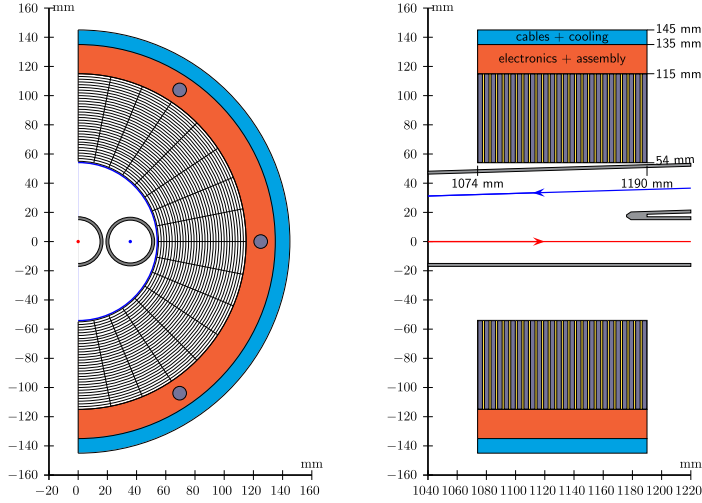 mm
160
140
120
100
80
60
40
20
0
−20
−40
−60
−80
−100
−120
−140
−160
−20 0 20 40 60 80 100 120 140 160
mm
mm
160
140
120
100
80
60
40
20
0
−20
−40
−60
−80
−100
−120
−140
−160
cables + cooling
electronics + assembly
145 mm
135 mm
115 mm
54 mm
1074 mm 1190 mm
mm
1040 1060 1080 1100 1120 1140 1160 1180 1200 1220